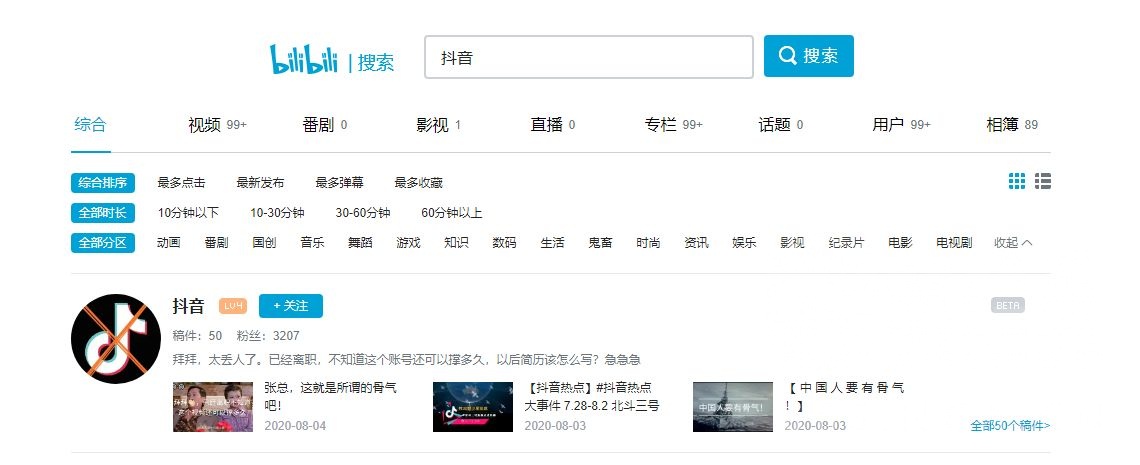 bilibili | 搜索 抖音 搜索
综合 视频 99+ 番剧 0 影视 1 直播 0 专栏 99+ 话题 0 用户 99+ 相簿 89
综合排序 最多点击 最新发布 最多弹幕 最多收藏
全部时长 10分钟以下 10-30分钟 30-60分钟 60分钟以上
全部分区 动画 番剧 国创 音乐 舞蹈 游戏 知识 数码 生活 鬼畜 时尚 资讯 娱乐 影视 纪录片 电影 电视剧 收起
抖音 LV4 + 关注 BETA
稿件：50 粉丝：3207
拜拜，太丢人了。已经离职，不知道这个账号还可以撑多久，以后简历该怎么写？急急急
张总，这就是所谓的骨气
吧！
2020-08-04
【抖音热点】#抖音热点
大事件 7.28-8.2 北斗三号
2020-08-03
中国人要有骨气！
【 中 国 人 要 有 骨 气
！】
2020-08-03
全部50个稿件>